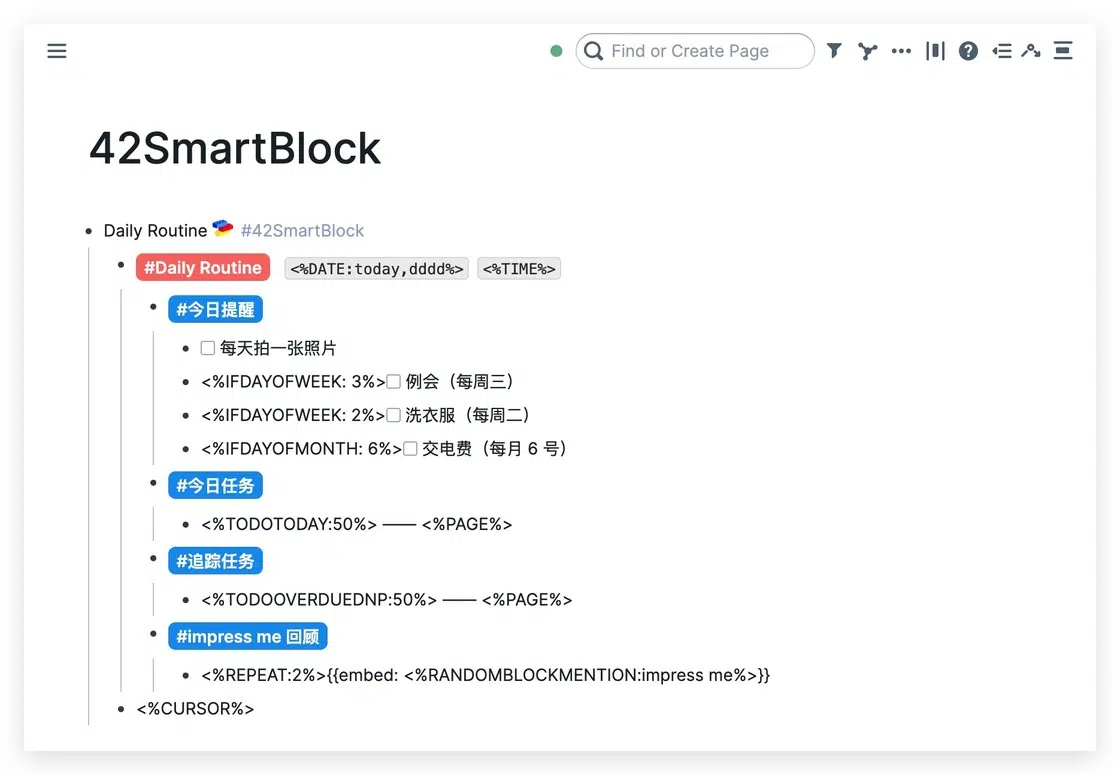 Find or Create Page
42SmartBlock
Daily Routine #42SmartBlock
#Daily Routine <%DATE:today,dddd%> <%TIME%>
#今日提醒
每天拍一张照片
<%IFDAYOFWEEK: 3%> 例会（每周三）
<%IFDAYOFWEEK: 2%> 洗衣服（每周二）
<%IFDAYOFMONTH: 6%> 交电费（每月 6 号）
#今日任务
<%TODOTODAY:50%> —— <%PAGE%>
#追踪任务
<%TODOOVERDUEDNP:50%> —— <%PAGE%>
#impress me 回顾
<%REPEAT:2%>{{embed: <%RANDOMBLOCKMENTION:impress me%>}}
<%CURSOR%>